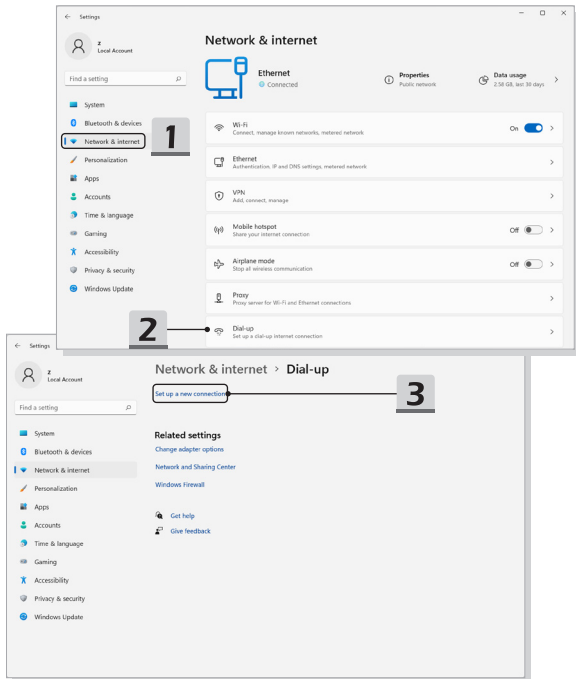 Settings
z
Local Account
Find a setting
System
Bluetooth & devices
Network & internet
Personalization
Apps
Accounts
Time & language
Gaming
Accessibility
Privacy & security
Windows Update
1
2
Network & internet
Ethernet
Connected
Properties
Public network
Data usage
2.58 GB, last 30 days
Wi-Fi
Connect, manage known networks, metered network
On
Ethernet
Authentication, IP and DNS settings, metered network
VPN
Add, connect, manage
Mobile hotspot
Share your internet connection
Off
Airplane mode
Stop all wireless communication
Off
Proxy
Proxy server for Wi-Fi and Ethernet connections
Dial-up
Set up a dial-up internet connection
Settings
z
Local Account
Find a setting
System
Bluetooth & devices
Network & internet
Personalization
Apps
Accounts
Time & language
Gaming
Accessibility
Privacy & security
Windows Update
Network & internet > Dial-up
Set up a new connection
3
Related settings
Change adapter options
Network and Sharing Center
Windows Firewall
Get help
Give feedback